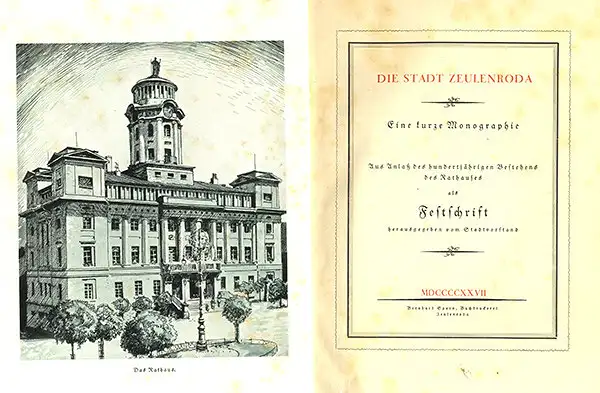 Das Rathaus.
DIE STADT ZEULENRODA
Eine kurze Monographie
Aus Anlaß des hundertjährigen Bestehens
des Rathauses
als
Festschrift
herausgegeben vom Stadtvorstand
MDCCCCXXVII
Bernhard Sauer, Buchdruckerei
Zeulenroda